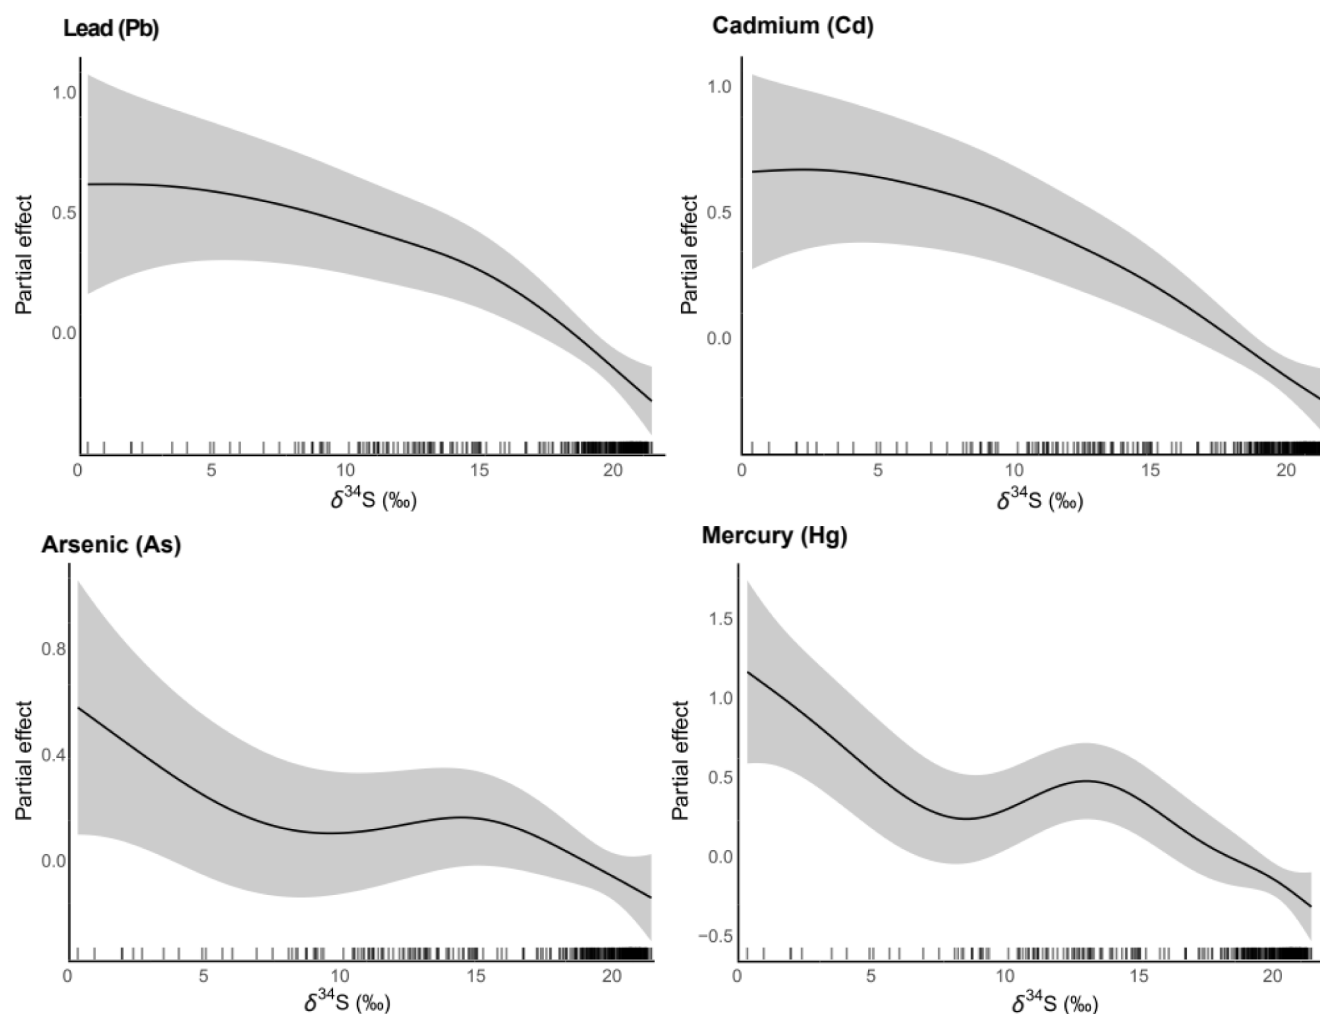 Lead (Pb)
Partial effect
1.0
0.5
0.0
0 5 10 15 20
δ³⁴S (‰)
Cadmium (Cd)
Partial effect
1.0
0.5
0.0
0 5 10 15 20
δ³⁴S (‰)
Arsenic (As)
Partial effect
0.8
0.4
0.0
0 5 10 15 20
δ³⁴S (‰)
Mercury (Hg)
Partial effect
1.5
1.0
0.5
0.0
−0.5
0 5 10 15 20
δ³⁴S (‰)